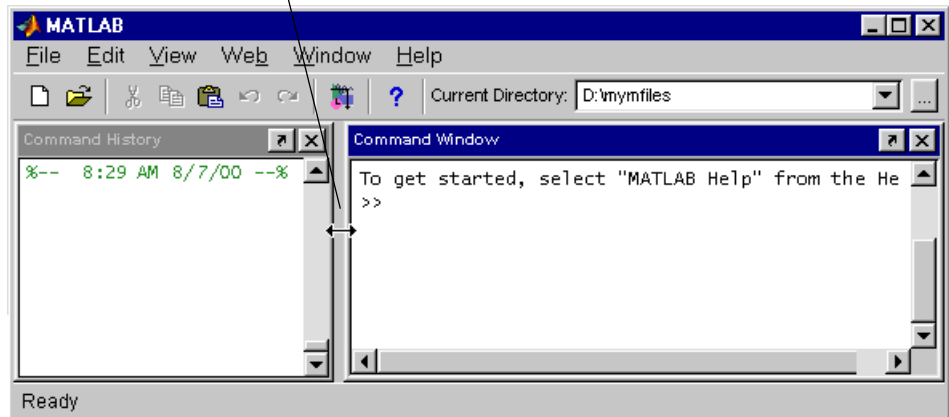 MATLAB
File Edit View Web Window Help
? Current Directory: D:\mymfiles ...
Command History
Command Window
%-- 8:29 AM 8/7/00 --%
To get started, select "MATLAB Help" from the He
>>
Ready